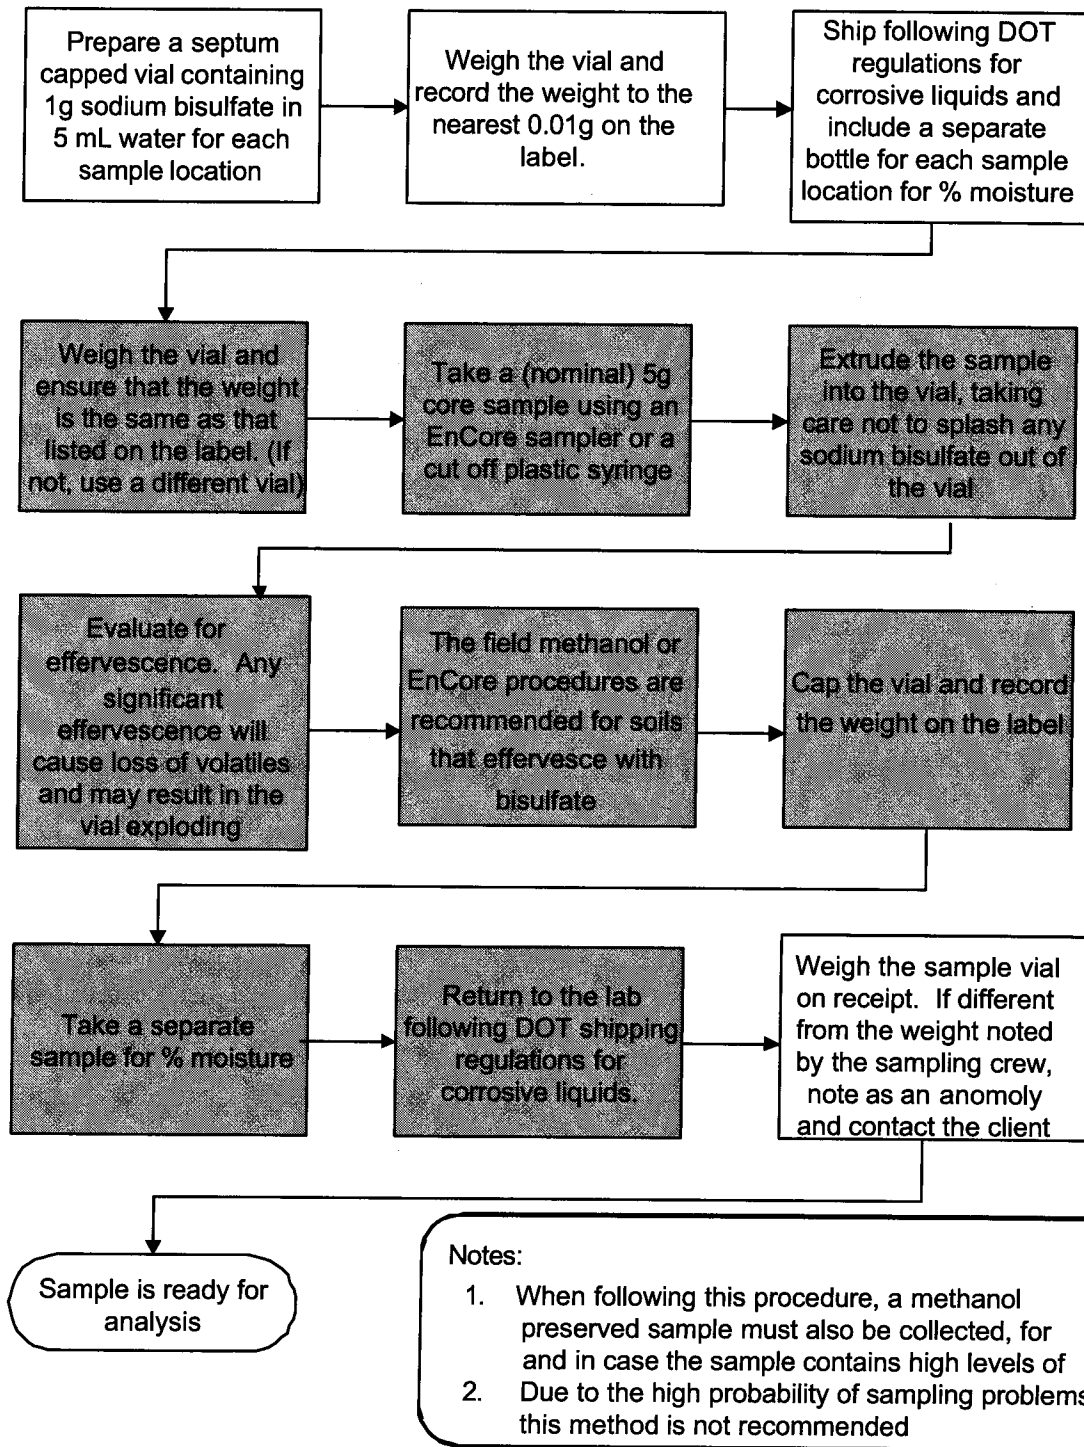 Prepare a septum
capped vial containing
1g sodium bisulfate in
5 mL water for each
sample location
Weigh the vial and
record the weight to the
nearest 0.01g on the
label.
Ship following DOT
regulations for
corrosive liquids and
include a separate
bottle for each sample
location for % moisture
Weigh the vial and
ensure that the weight
is the same as that
listed on the label. (If
not, use a different vial)
Take a (nominal) 5g
core sample using an
EnCore sampler or a
cut off plastic syringe
Extrude the sample
into the vial, taking
care not to splash any
sodium bisulfate out of
the vial
Evaluate for
effervescence. Any
significant
effervescence will
cause loss of volatiles
and may result in the
vial exploding
The field methanol or
EnCore procedures are
recommended for soils
that effervesce with
bisulfate
Cap the vial and record
the weight on the label
Take a separate
sample for % moisture
Return to the lab
following DOT shipping
regulations for
corrosive liquids.
Weigh the sample vial
on receipt. If different
from the weight noted
by the sampling crew,
note as an anomoly
and contact the client
Sample is ready for
analysis
Notes:
1. When following this procedure, a methanol
preserved sample must also be collected, for
and in case the sample contains high levels of
2. Due to the high probability of sampling problems
this method is not recommended